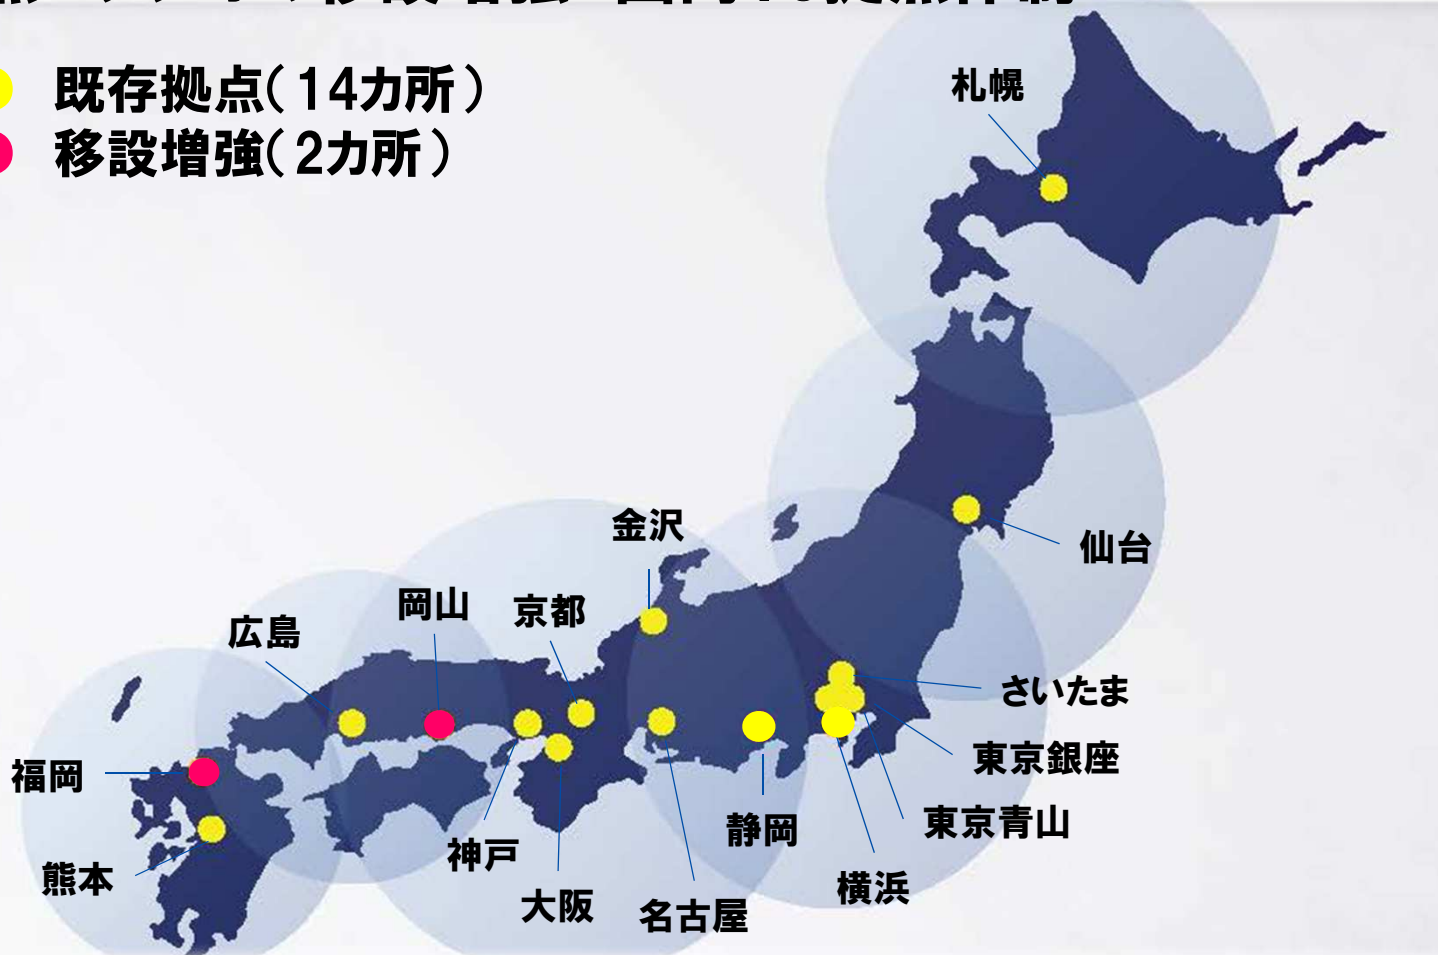 既存拠点(14カ所)
移設増強(2カ所)
札幌
仙台
金沢
岡山
京都
広島
さいたま
東京銀座
福岡
東京青山
静岡
神戸
熊本
横浜
大阪
名古屋